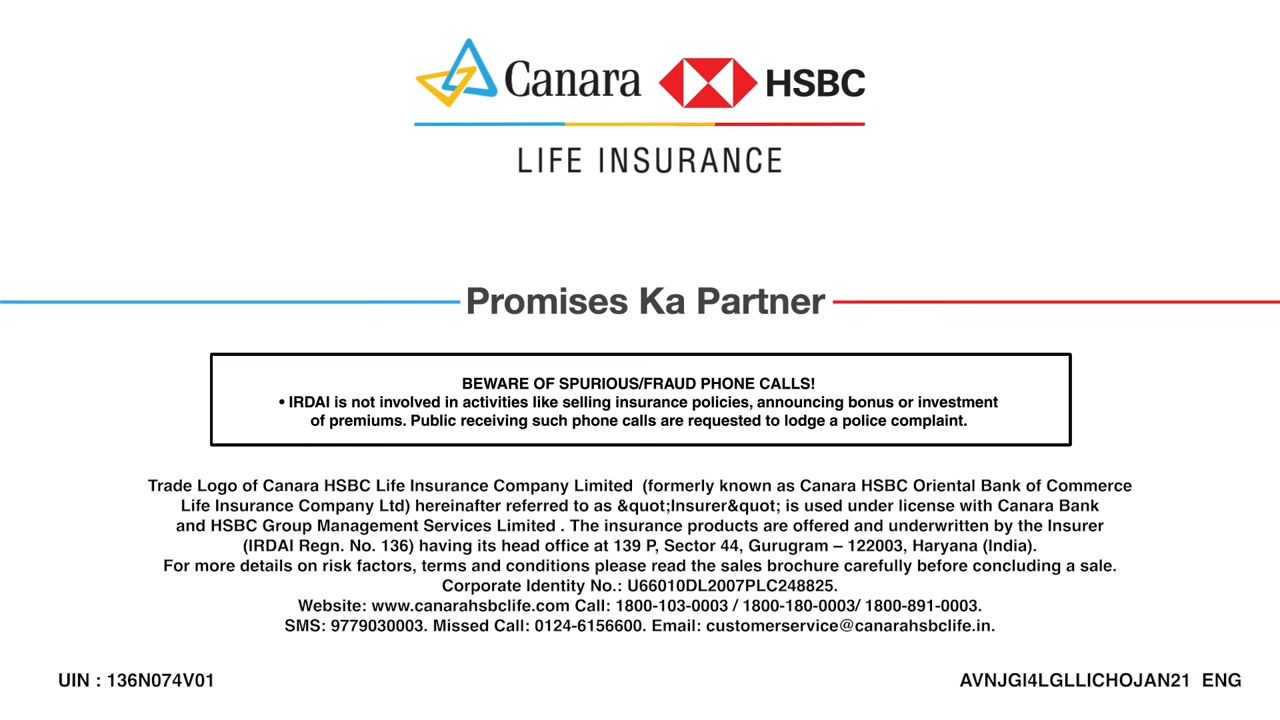 Canara HSBC
LIFE INSURANCE
Promises Ka Partner
BEWARE OF SPURIOUS/FRAUD PHONE CALLS!
• IRDAI is not involved in activities like selling insurance policies, announcing bonus or investment
of premiums. Public receiving such phone calls are requested to lodge a police complaint.
Trade Logo of Canara HSBC Life Insurance Company Limited (formerly known as Canara HSBC Oriental Bank of Commerce
Life Insurance Company Ltd) hereinafter referred to as &quot;Insurer&quot; is used under license with Canara Bank
and HSBC Group Management Services Limited . The insurance products are offered and underwritten by the Insurer
(IRDAI Regn. No. 136) having its head office at 139 P, Sector 44, Gurugram – 122003, Haryana (India).
For more details on risk factors, terms and conditions please read the sales brochure carefully before concluding a sale.
Corporate Identity No.: U66010DL2007PLC248825.
Website: www.canarahsbclife.com Call: 1800-103-0003 / 1800-180-0003/ 1800-891-0003.
SMS: 9779030003. Missed Call: 0124-6156600. Email: customerservice@canarahsbclife.in.
UIN : 136N074V01
AVNJGI4LGLLICHOJAN21 ENG